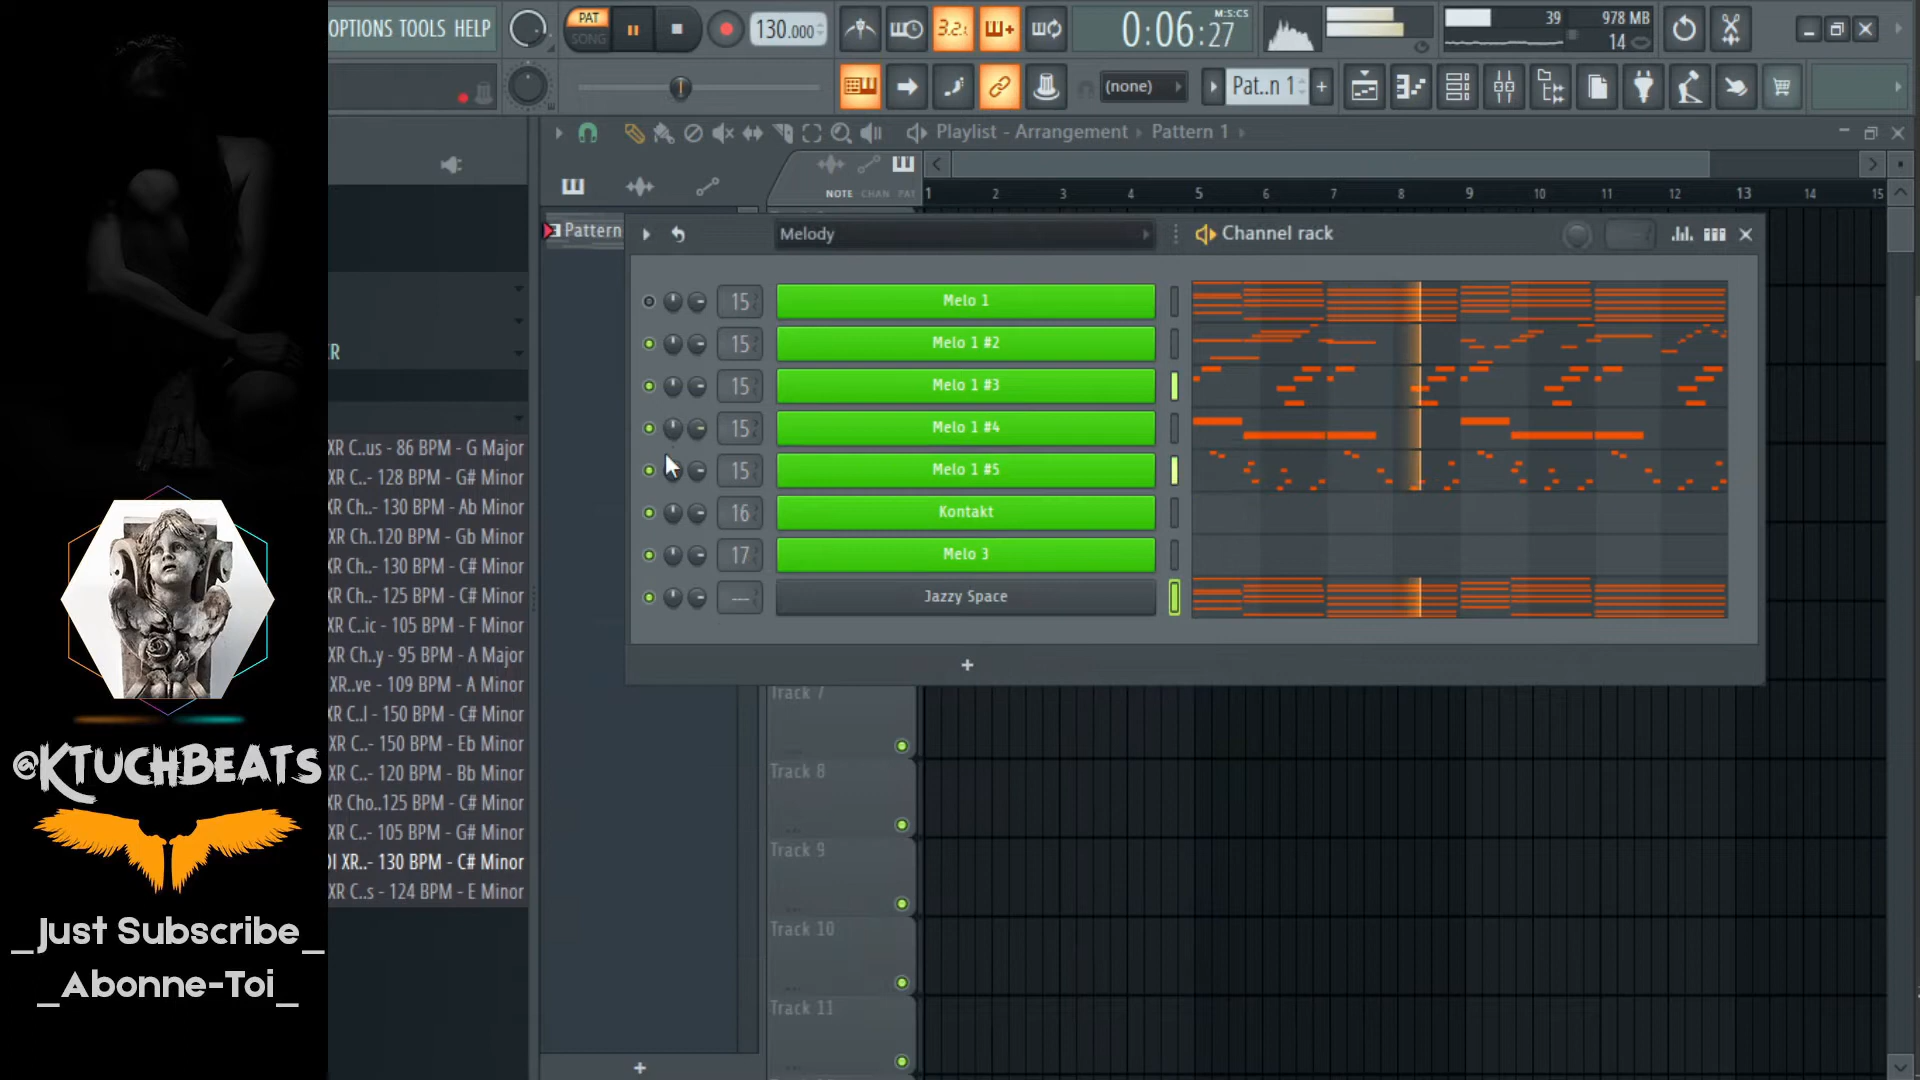 OPTIONS TOOLS HELP
PAT
SONG
130.000
3.2.
0:06:27
M:S:CS
39
978 MB
14
(none)
Pat..n 1
Playlist - Arrangement
Pattern 1
NOTE CHAN PAT
1 2 3 4 5 6 7 8 9 10 11 12 13 14 15
Pattern
Melody
Channel rack
15 Melo 1
15 Melo 1 #2
15 Melo 1 #3
15 Melo 1 #4
15 Melo 1 #5
16 Kontakt
17 Melo 3
--- Jazzy Space
+
R
XR C..us - 86 BPM - G Major
XR C..- 128 BPM - G# Minor
XR Ch..- 130 BPM - Ab Minor
XR Ch..120 BPM - Gb Minor
XR Ch..- 130 BPM - C# Minor
XR Ch..- 125 BPM - C# Minor
XR C..ic - 105 BPM - F Minor
XR Ch..y - 95 BPM - A Major
XR..ve - 109 BPM - A Minor
XR C..l - 150 BPM - C# Minor
XR C..- 150 BPM - Eb Minor
XR C..- 120 BPM - Bb Minor
XR Cho..125 BPM - C# Minor
XR C..- 105 BPM - G# Minor
DI XR..- 130 BPM - C# Minor
XR C..s - 124 BPM - E Minor
Track 7
Track 8
Track 9
Track 10
Track 11
+
@KTUCHBEATS
_Just Subscribe_
_Abonne-Toi_